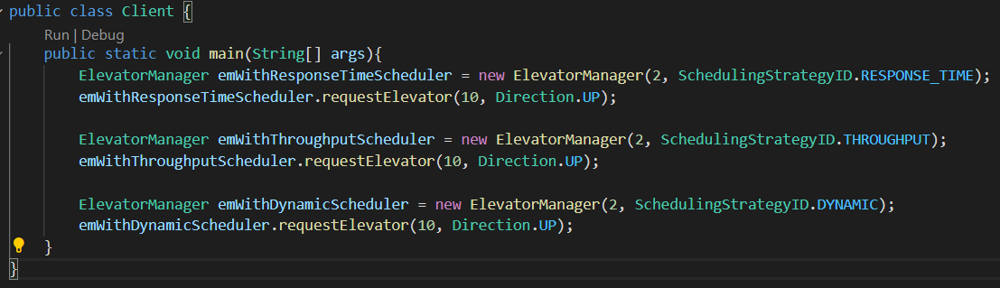 public class Client {
Run | Debug
public static void main(String[] args){
ElevatorManager emWithResponseTimeScheduler = new ElevatorManager(2, SchedulingStrategyID.RESPONSE_TIME);
emWithResponseTimeScheduler.requestElevator(10, Direction.UP);
ElevatorManager emWithThroughputScheduler = new ElevatorManager(2, SchedulingStrategyID.THROUGHPUT);
emWithThroughputScheduler.requestElevator(10, Direction.UP);
ElevatorManager emWithDynamicScheduler = new ElevatorManager(2, SchedulingStrategyID.DYNAMIC);
emWithDynamicScheduler.requestElevator(10, Direction.UP);
}
}